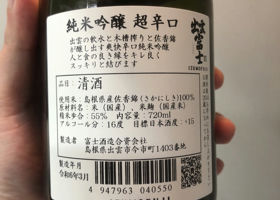 純米吟醸 超辛口
出雲の軟水と木槽搾りと佐香錦
が醸し出す爽快辛口純米吟醸
人と食の良き縁をキレ良く
スッキリと結びます
出雲富士
IZUMOFUJI
品目：清酒
使用米：島根県産佐香錦(さかにしき)100%
原材料名：米（国産）、米麹（国産米）
精米歩合：55%　内容量：720ml
アルコール分：16度　目標日本酒度：+15
製造者：富士酒造合資会社
島根県出雲市今市町1403番地
製造年月
令和6年3月
4 947963 040550